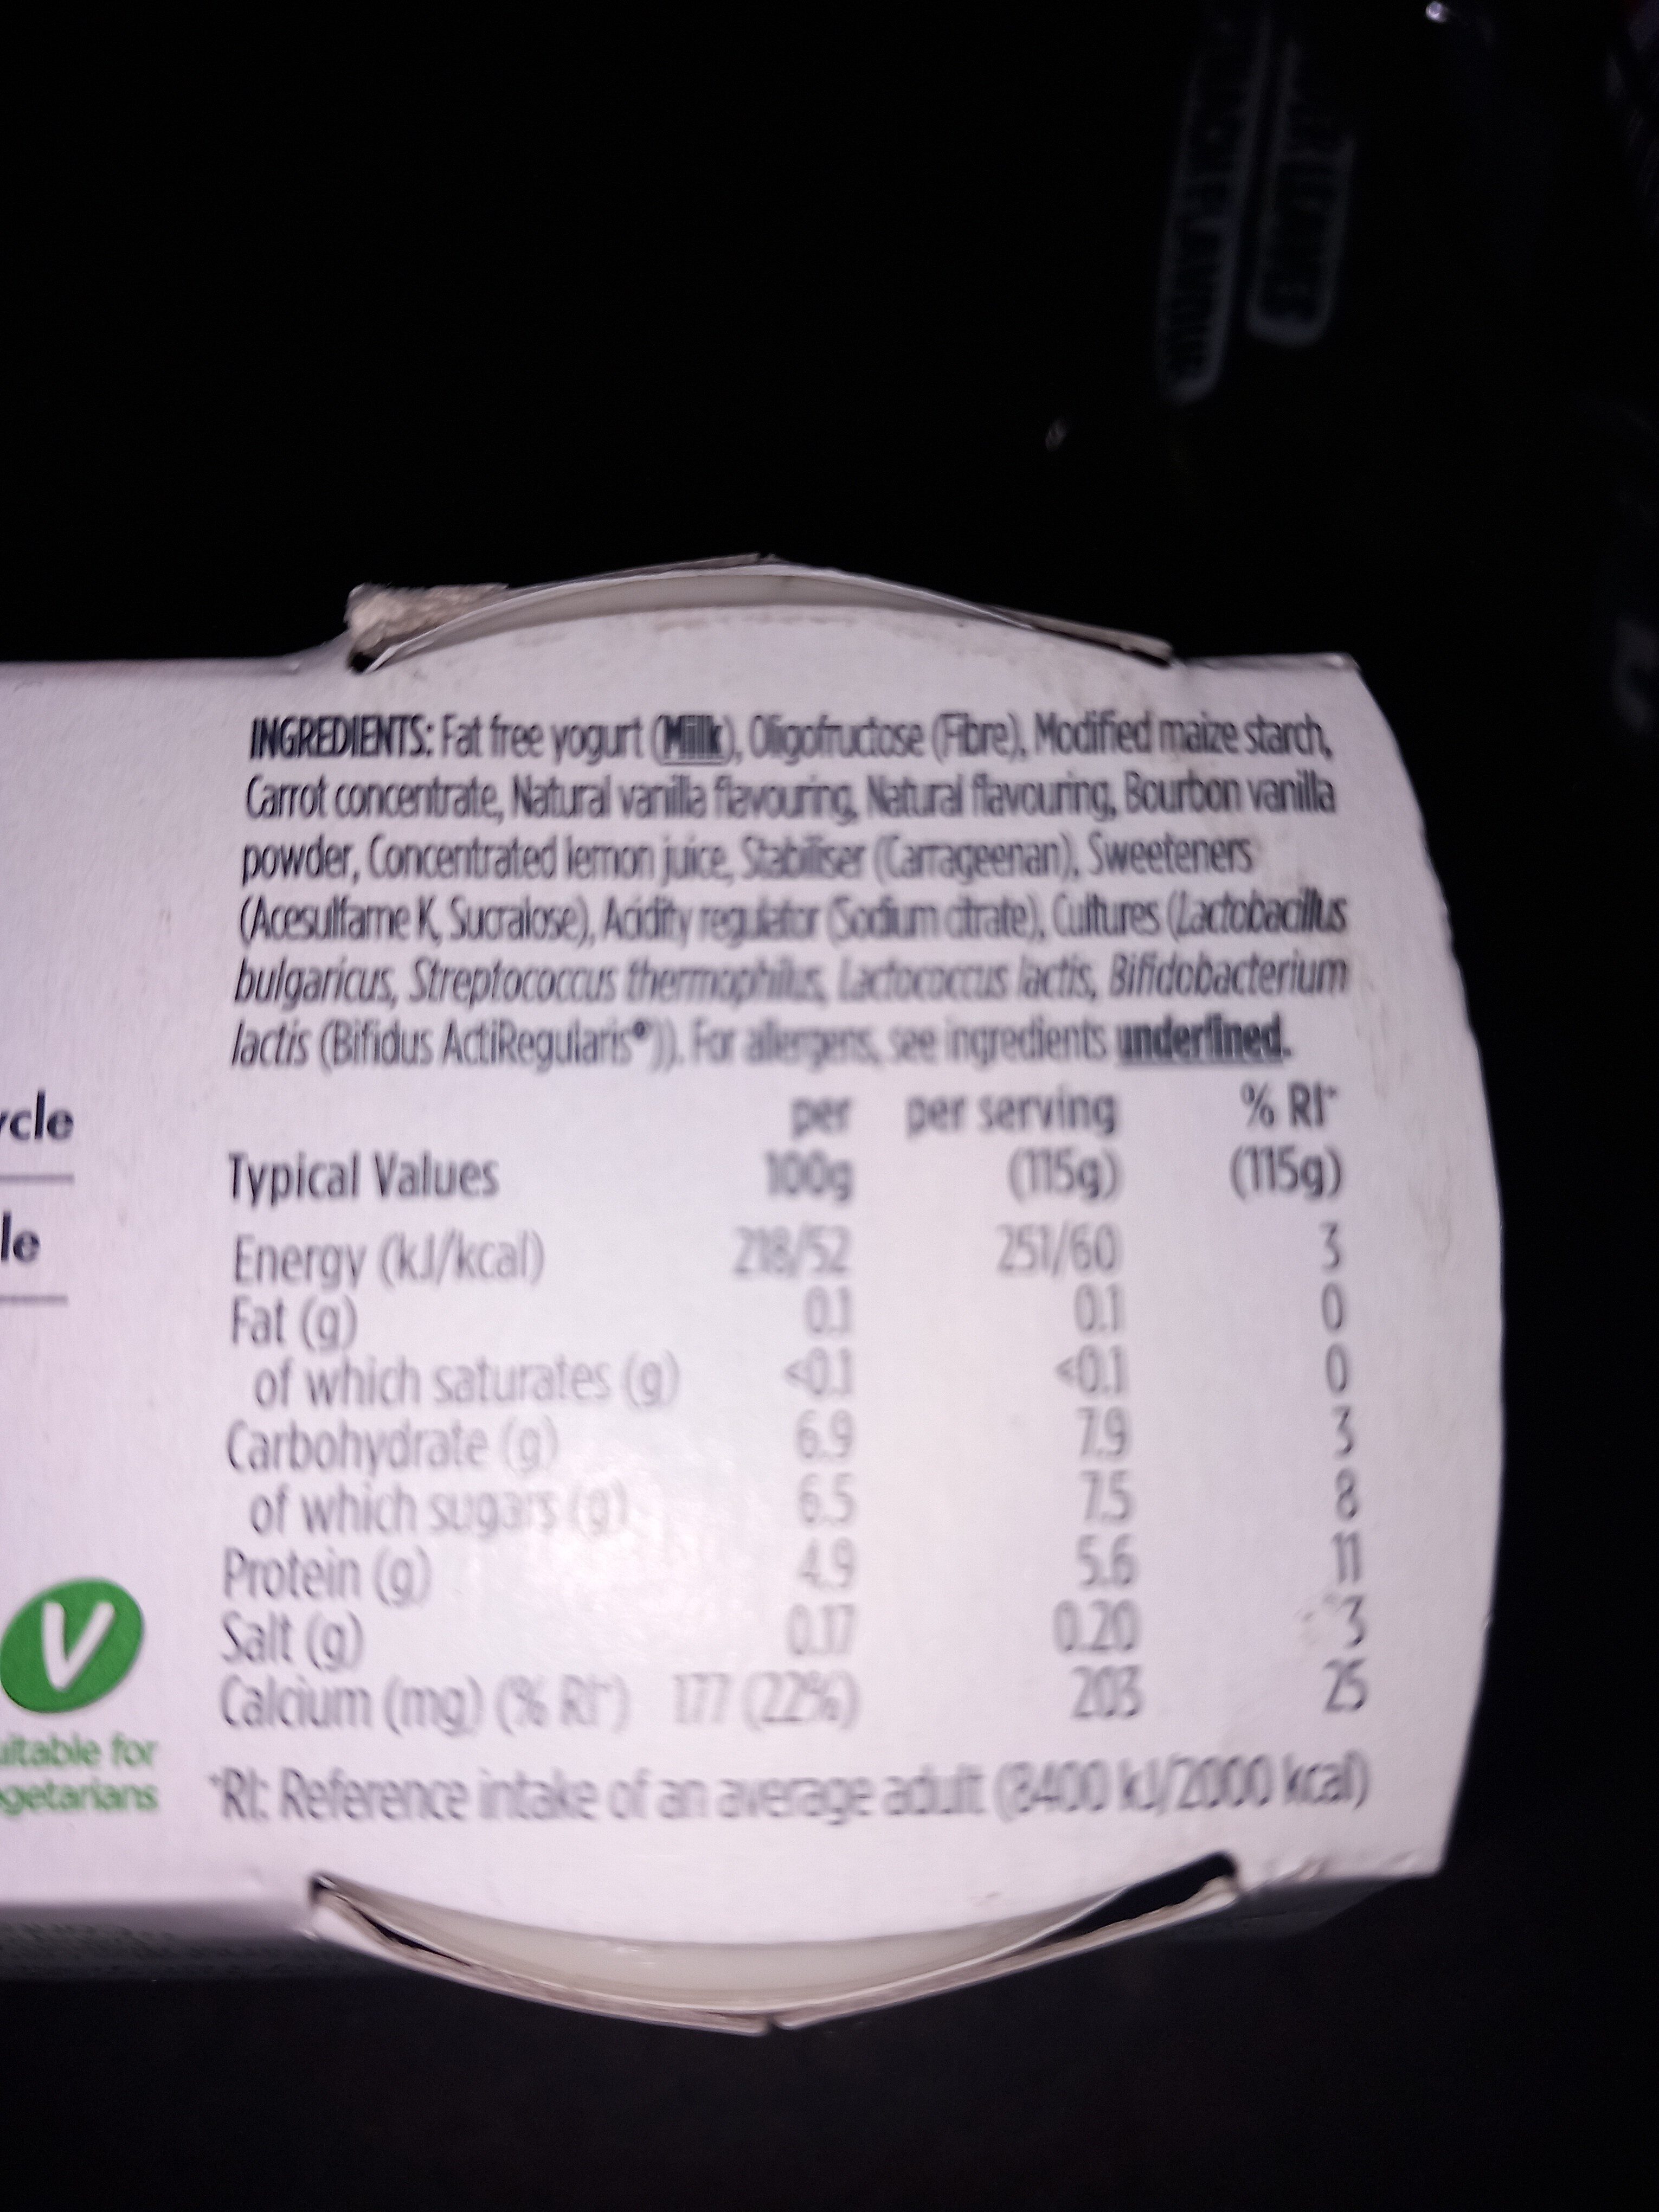 INGREDIENTS: Fat free yogurt (Milk), Oligofructose (Fibre), Modified maize starch,
Carrot concentrate, Natural vanilla flavouring, Natural flavouring, Bourbon vanilla
powder, Concentrated lemon juice, Stabiliser (Carrageenan), Sweeteners
(Acesulfame K, Sucralose), Acidity regulator (Sodium citrate), Cultures (Lactobacillus
bulgaricus, Streptococcus thermophilus, Lactococcus lactis, Bifidobacterium
lactis (Bifidus ActiRegularis®)). For allergens, see ingredients underlined.
per per serving % RI*
Typical Values 100g (115g) (115g)
Energy (kJ/kcal) 218/52 251/60 3
Fat (g) 0.1 0.1 0
of which saturates (g) <0.1 <0.1 0
Carbohydrate (g) 6.9 7.9 3
of which sugars (g) 6.5 7.5 8
Protein (g) 4.9 5.6 11
Salt (g) 0.17 0.20 3
Calcium (mg) (% RI*) 177 (22%) 203 25
*RI: Reference intake of an average adult (8400 kJ/2000 kcal)
rcle
le
V
uitable for
getarians